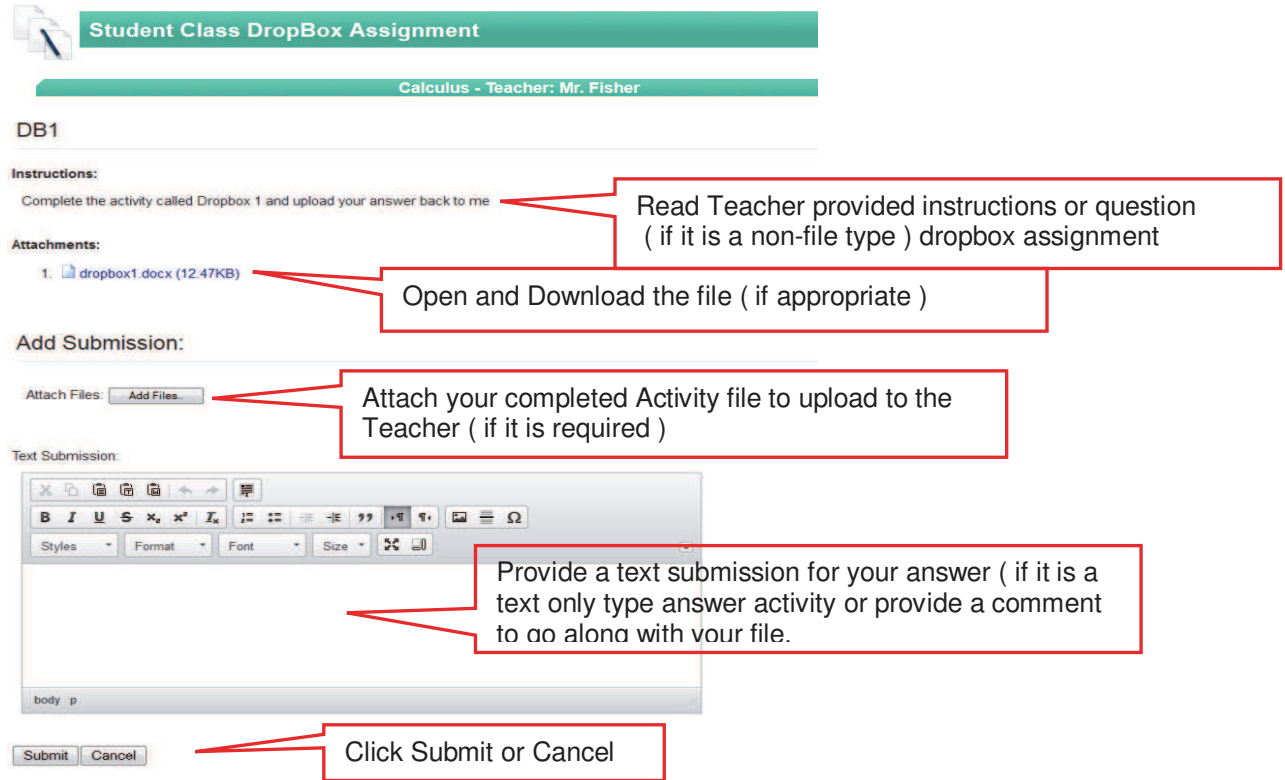 Student Class DropBox Assignment
Calculus - Teacher: Mr. Fisher
DB1
Instructions:
Complete the activity called Dropbox 1 and upload your answer back to me
Read Teacher provided instructions or question
( if it is a non-file type ) dropbox assignment
Attachments:
1. dropbox1.docx (12.47KB)
Open and Download the file ( if appropriate )
Add Submission:
Attach Files: Add Files..
Attach your completed Activity file to upload to the
Teacher ( if it is required )
Text Submission:
B I U S x₂ x² Iₓ
Styles Format Font Size
Provide a text submission for your answer ( if it is a
text only type answer activity or provide a comment
to go along with your file.
body p
Submit Cancel
Click Submit or Cancel